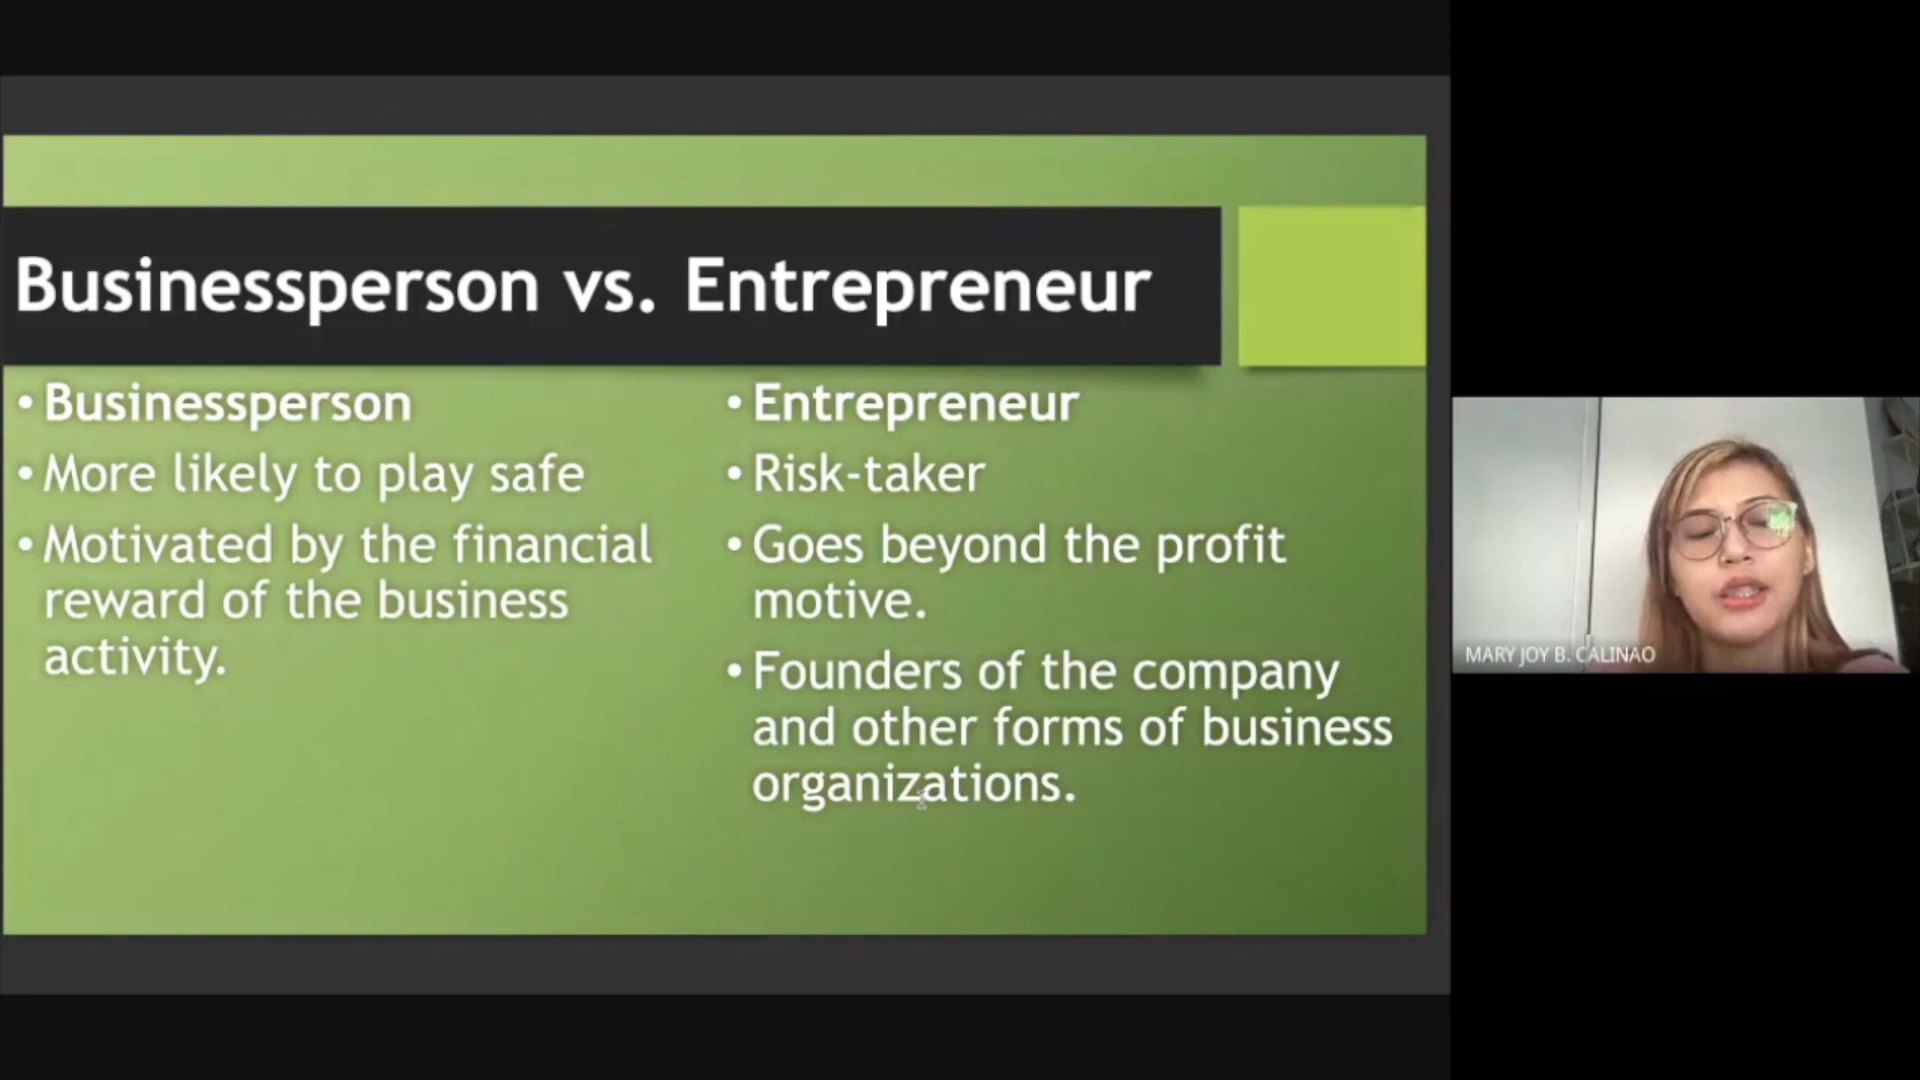 Businessperson vs. Entrepreneur
• Businessperson
• More likely to play safe
• Motivated by the financial
reward of the business
activity.
• Entrepreneur
• Risk-taker
• Goes beyond the profit
motive.
• Founders of the company
and other forms of business
organizations.
MARY JOY B. CALINAO